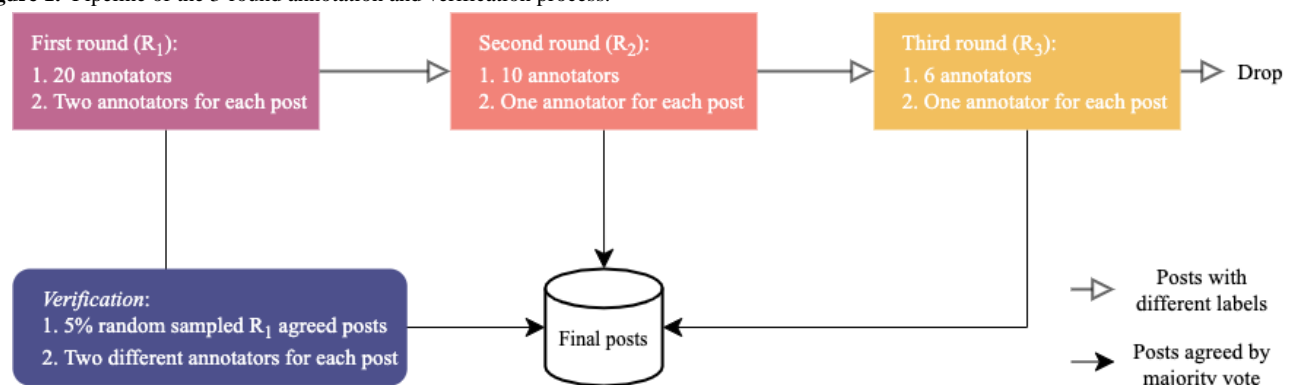 First round (R1):
1. 20 annotators
2. Two annotators for each post
Second round (R2):
1. 10 annotators
2. One annotator for each post
Third round (R3):
1. 6 annotators
2. One annotator for each post
Drop
Verification:
1. 5% random sampled R1 agreed posts
2. Two different annotators for each post
Final posts
Posts with
different labels
Posts agreed by
majority vote